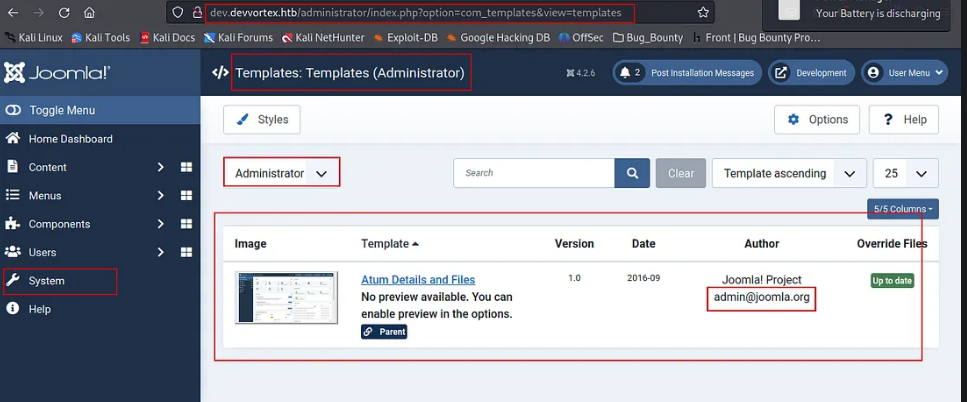 dev.devvortex.htb/administrator/index.php?option=com_templates&view=templates
Your Battery is discharging
Kali Linux Kali Tools Kali Docs Kali Forums Kali NetHunter Exploit-DB Google Hacking DB OffSec Bug_Bounty Front | Bug Bounty Pro...
Joomla!® Templates: Templates (Administrator) 4.2.6 2 Post Installation Messages Development User Menu
Toggle Menu
Styles Options ? Help
Home Dashboard
Content
Menus
Components
Users
System
Help
Administrator Search Clear Template ascending 25
5/5 Columns
Image Template Version Date Author Override Files
Atum Details and Files 1.0 2016-09 Joomla! Project Up to date
No preview available. You can admin@joomla.org
enable preview in the options.
Parent